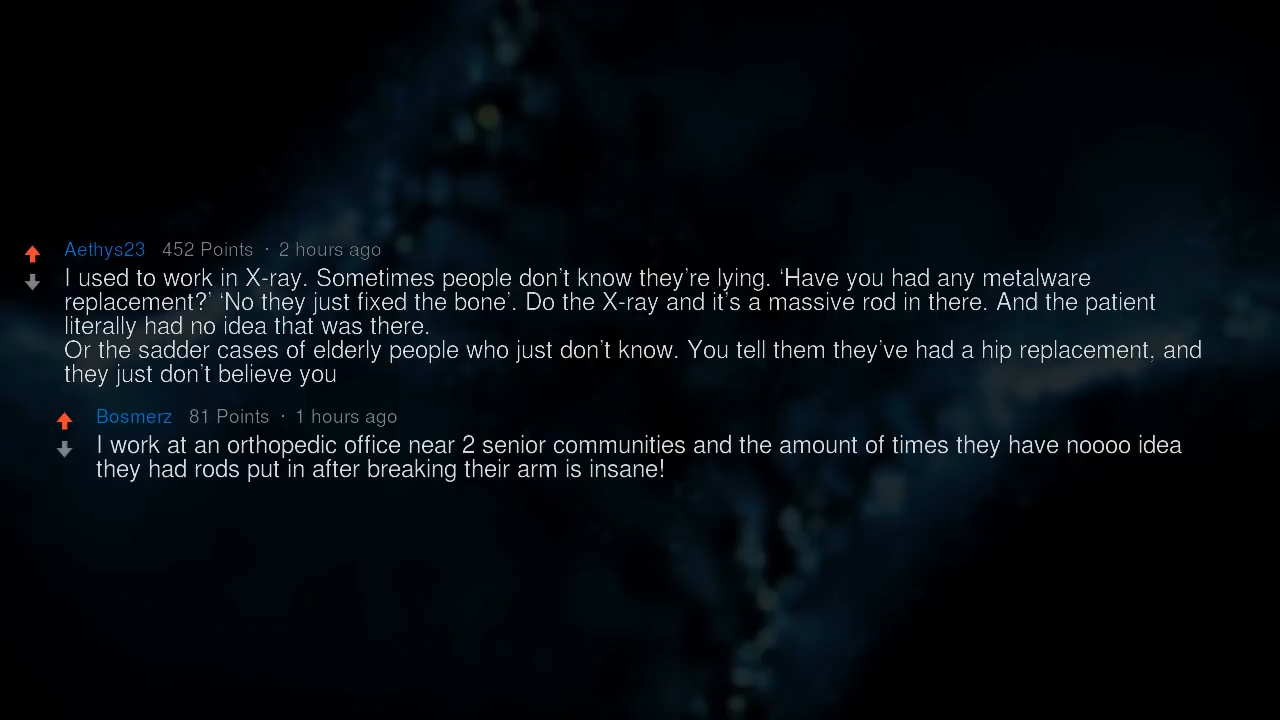 Aethys23 452 Points · 2 hours ago
I used to work in X-ray. Sometimes people don't know they're lying. ‘Have you had any metalware
replacement?’ ‘No they just fixed the bone’. Do the X-ray and it's a massive rod in there. And the patient
literally had no idea that was there.
Or the sadder cases of elderly people who just don't know. You tell them they've had a hip replacement, and
they just don't believe you
Bosmerz 81 Points · 1 hours ago
I work at an orthopedic office near 2 senior communities and the amount of times they have noooo idea
they had rods put in after breaking their arm is insane!